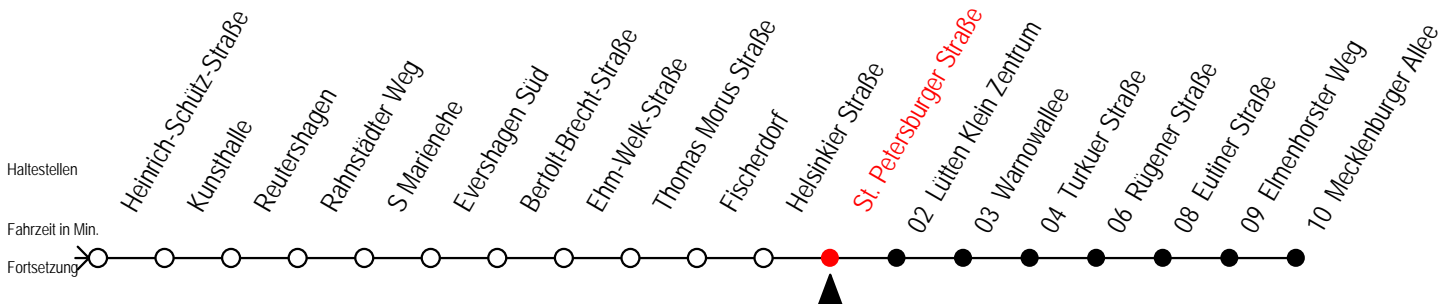 Haltestellen
Fahrzeit in Min.
Fortsetzung
Heinrich-Schütz-Straße
Kunsthalle
Reutershagen
Rahnstädter Weg
S Marienehe
Evershagen Süd
Bertolt-Brecht-Straße
Ehm-Welk-Straße
Thomas Morus Straße
Fischerdorf
Helsinkier Straße
St. Petersburger Straße
02 Lütten Klein Zentrum
03 Warnowallee
04 Turkuer Straße
06 Rügener Straße
08 Eutiner Straße
09 Elmenhorster Weg
10 Mecklenburger Allee